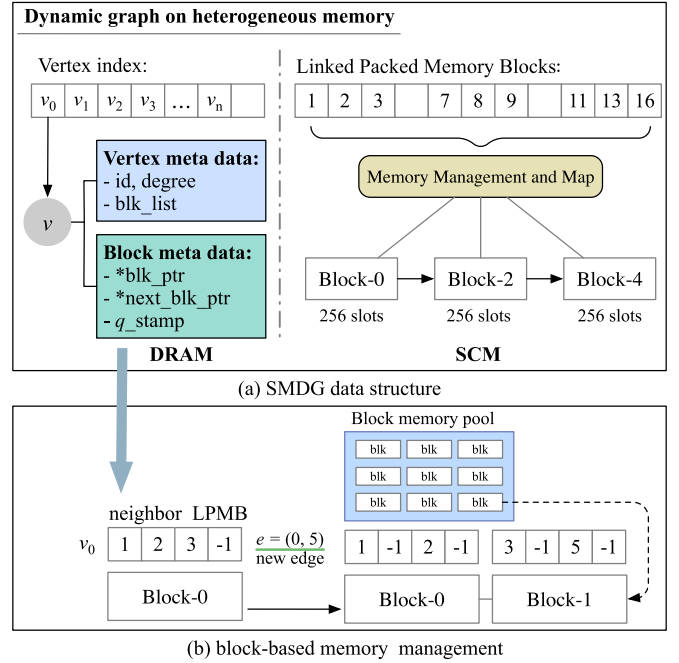 Dynamic graph on heterogeneous memory
Vertex index:
v0 v1 v2 v3 ... vn
Vertex meta data:
- id, degree
- blk_list
v
Block meta data:
- *blk_ptr
- *next_blk_ptr
- q_stamp
DRAM
Linked Packed Memory Blocks:
1 2 3 7 8 9 11 13 16
Memory Management and Map
Block-0 Block-2 Block-4
256 slots 256 slots 256 slots
SCM
(a) SMDG data structure
Block memory pool
blk blk blk
blk blk blk
blk blk blk
neighbor LPMB
v0 1 2 3 -1
e = (0, 5)
new edge
1 -1 2 -1 3 -1 5 -1
Block-0 Block-0 Block-1
(b) block-based memory management